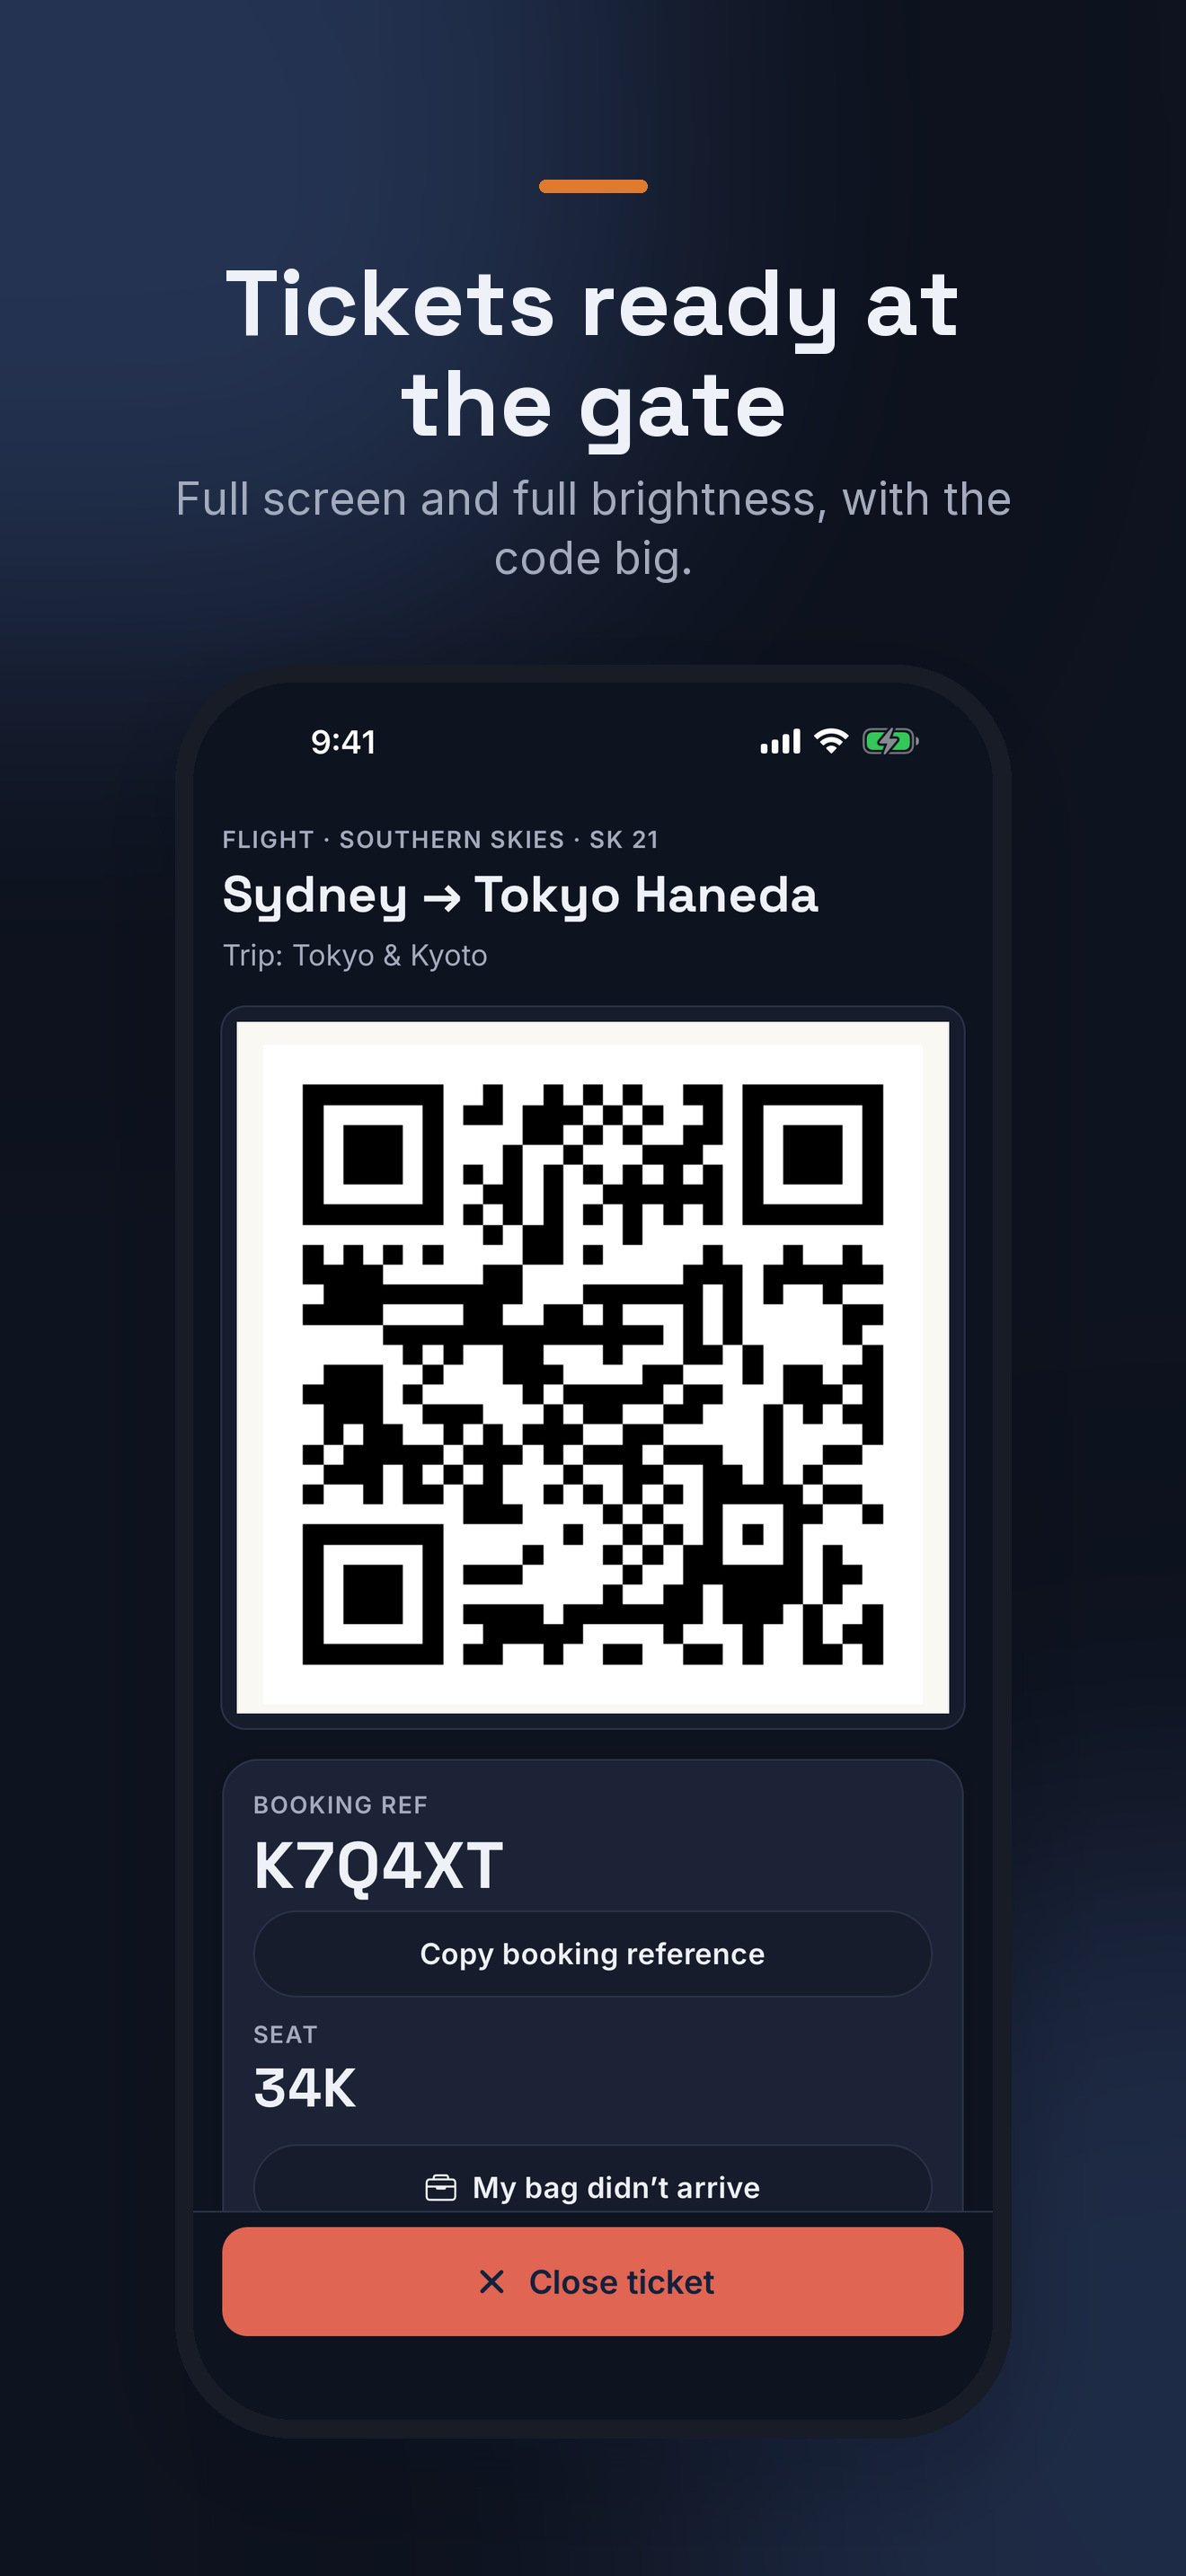 Tickets ready at
the gate
Full screen and full brightness, with the
code big.
9:41
FLIGHT · SOUTHERN SKIES · SK 21
Sydney → Tokyo Haneda
Trip: Tokyo & Kyoto
BOOKING REF
K7Q4XT
Copy booking reference
SEAT
34K
My bag didn’t arrive
Close ticket